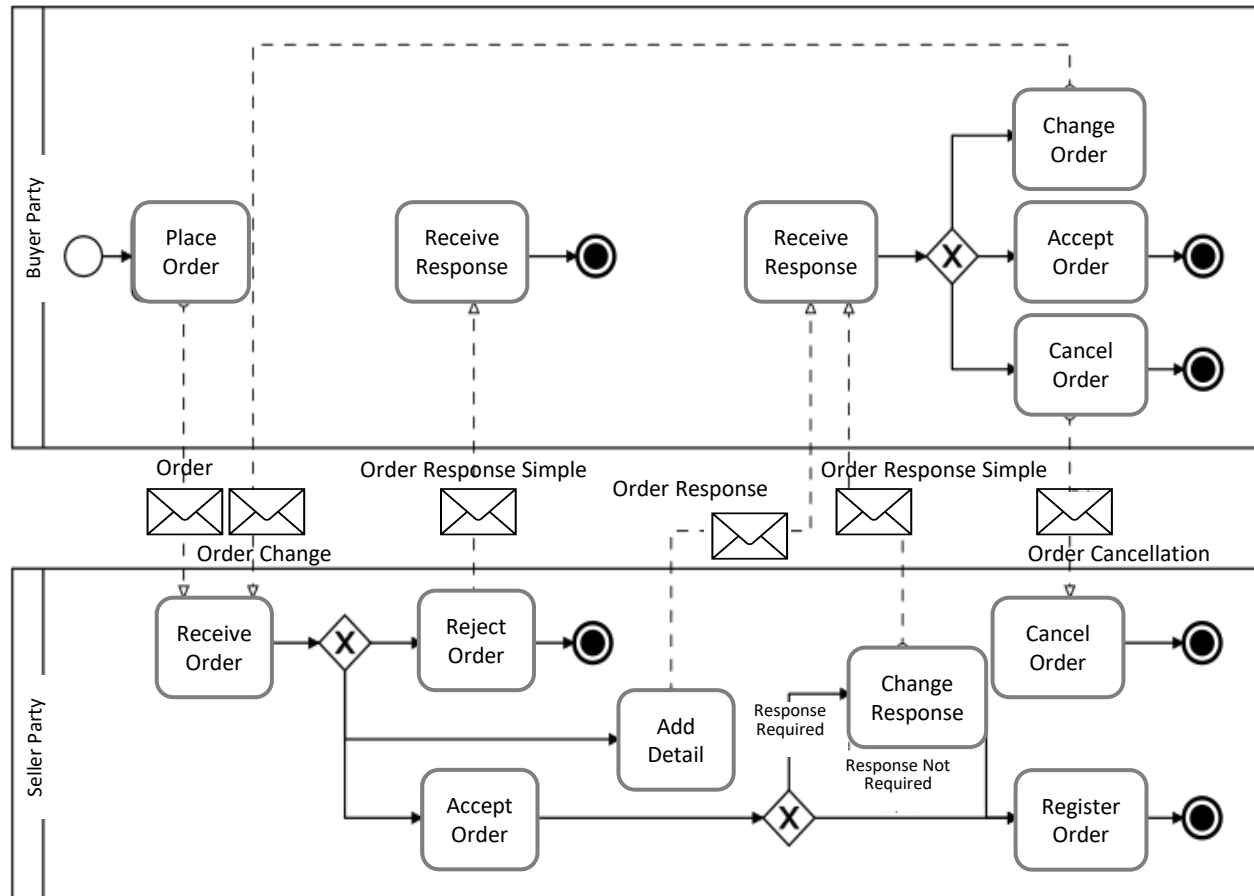 Buyer Party
Change
Order
Place
Order
Receive
Response
Receive
Response
X
Accept
Order
Cancel
Order
Order
Order Response Simple
Order Response
Order Response Simple
Order Change
Order Cancellation
Seller Party
Receive
Order
X
Reject
Order
Cancel
Order
Change
Response
Add
Detail
Response
Required
Response Not
Required
Accept
Order
X
Register
Order